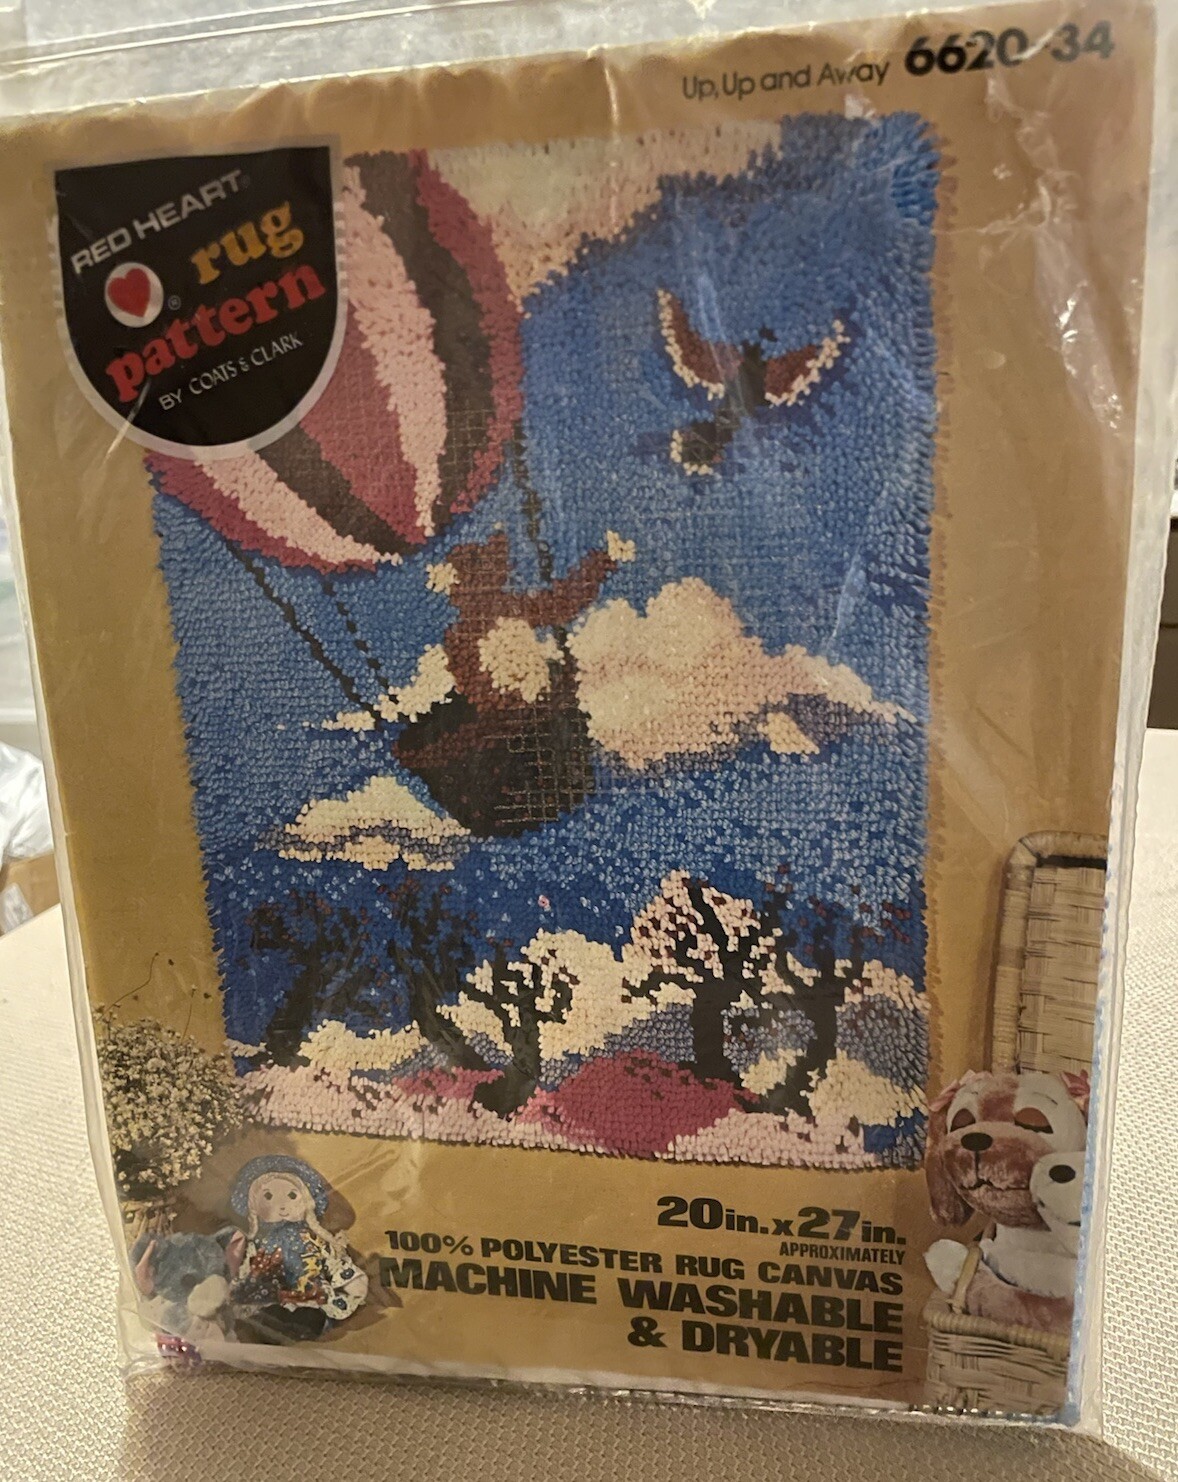 Up, Up and Away 6620-34
RED HEART®
rug
®
pattern
BY COATS & CLARK
20in.x27in.
APPROXIMATELY
100% POLYESTER RUG CANVAS
MACHINE WASHABLE
& DRYABLE